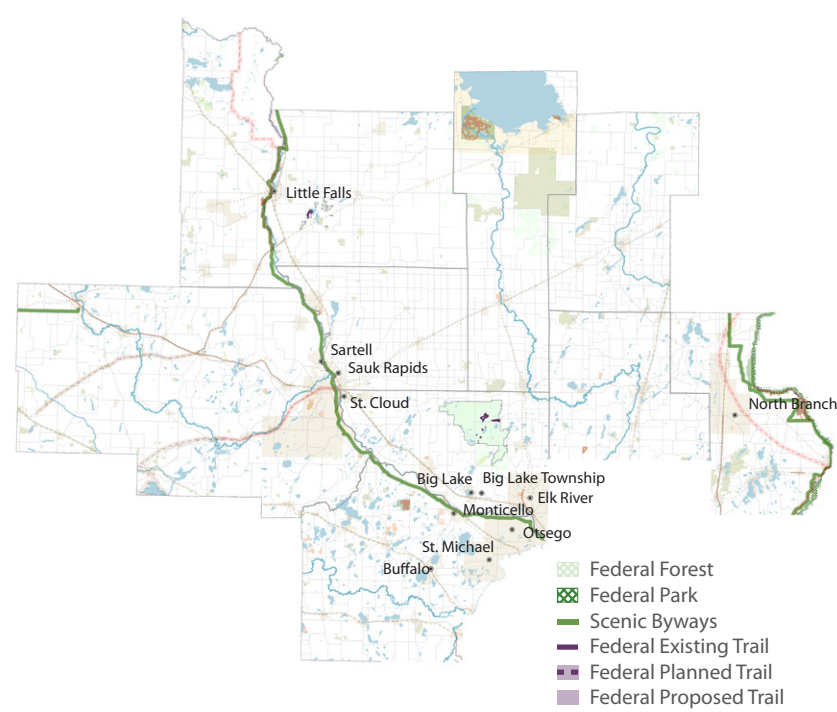 Little Falls
Sartell
Sauk Rapids
St. Cloud
North Branch
Big Lake
Big Lake Township
Elk River
Monticello
Otsego
St. Michael
Buffalo
Federal Forest
Federal Park
Scenic Byways
Federal Existing Trail
Federal Planned Trail
Federal Proposed Trail